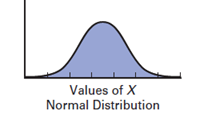 Values of X
Normal Distribution